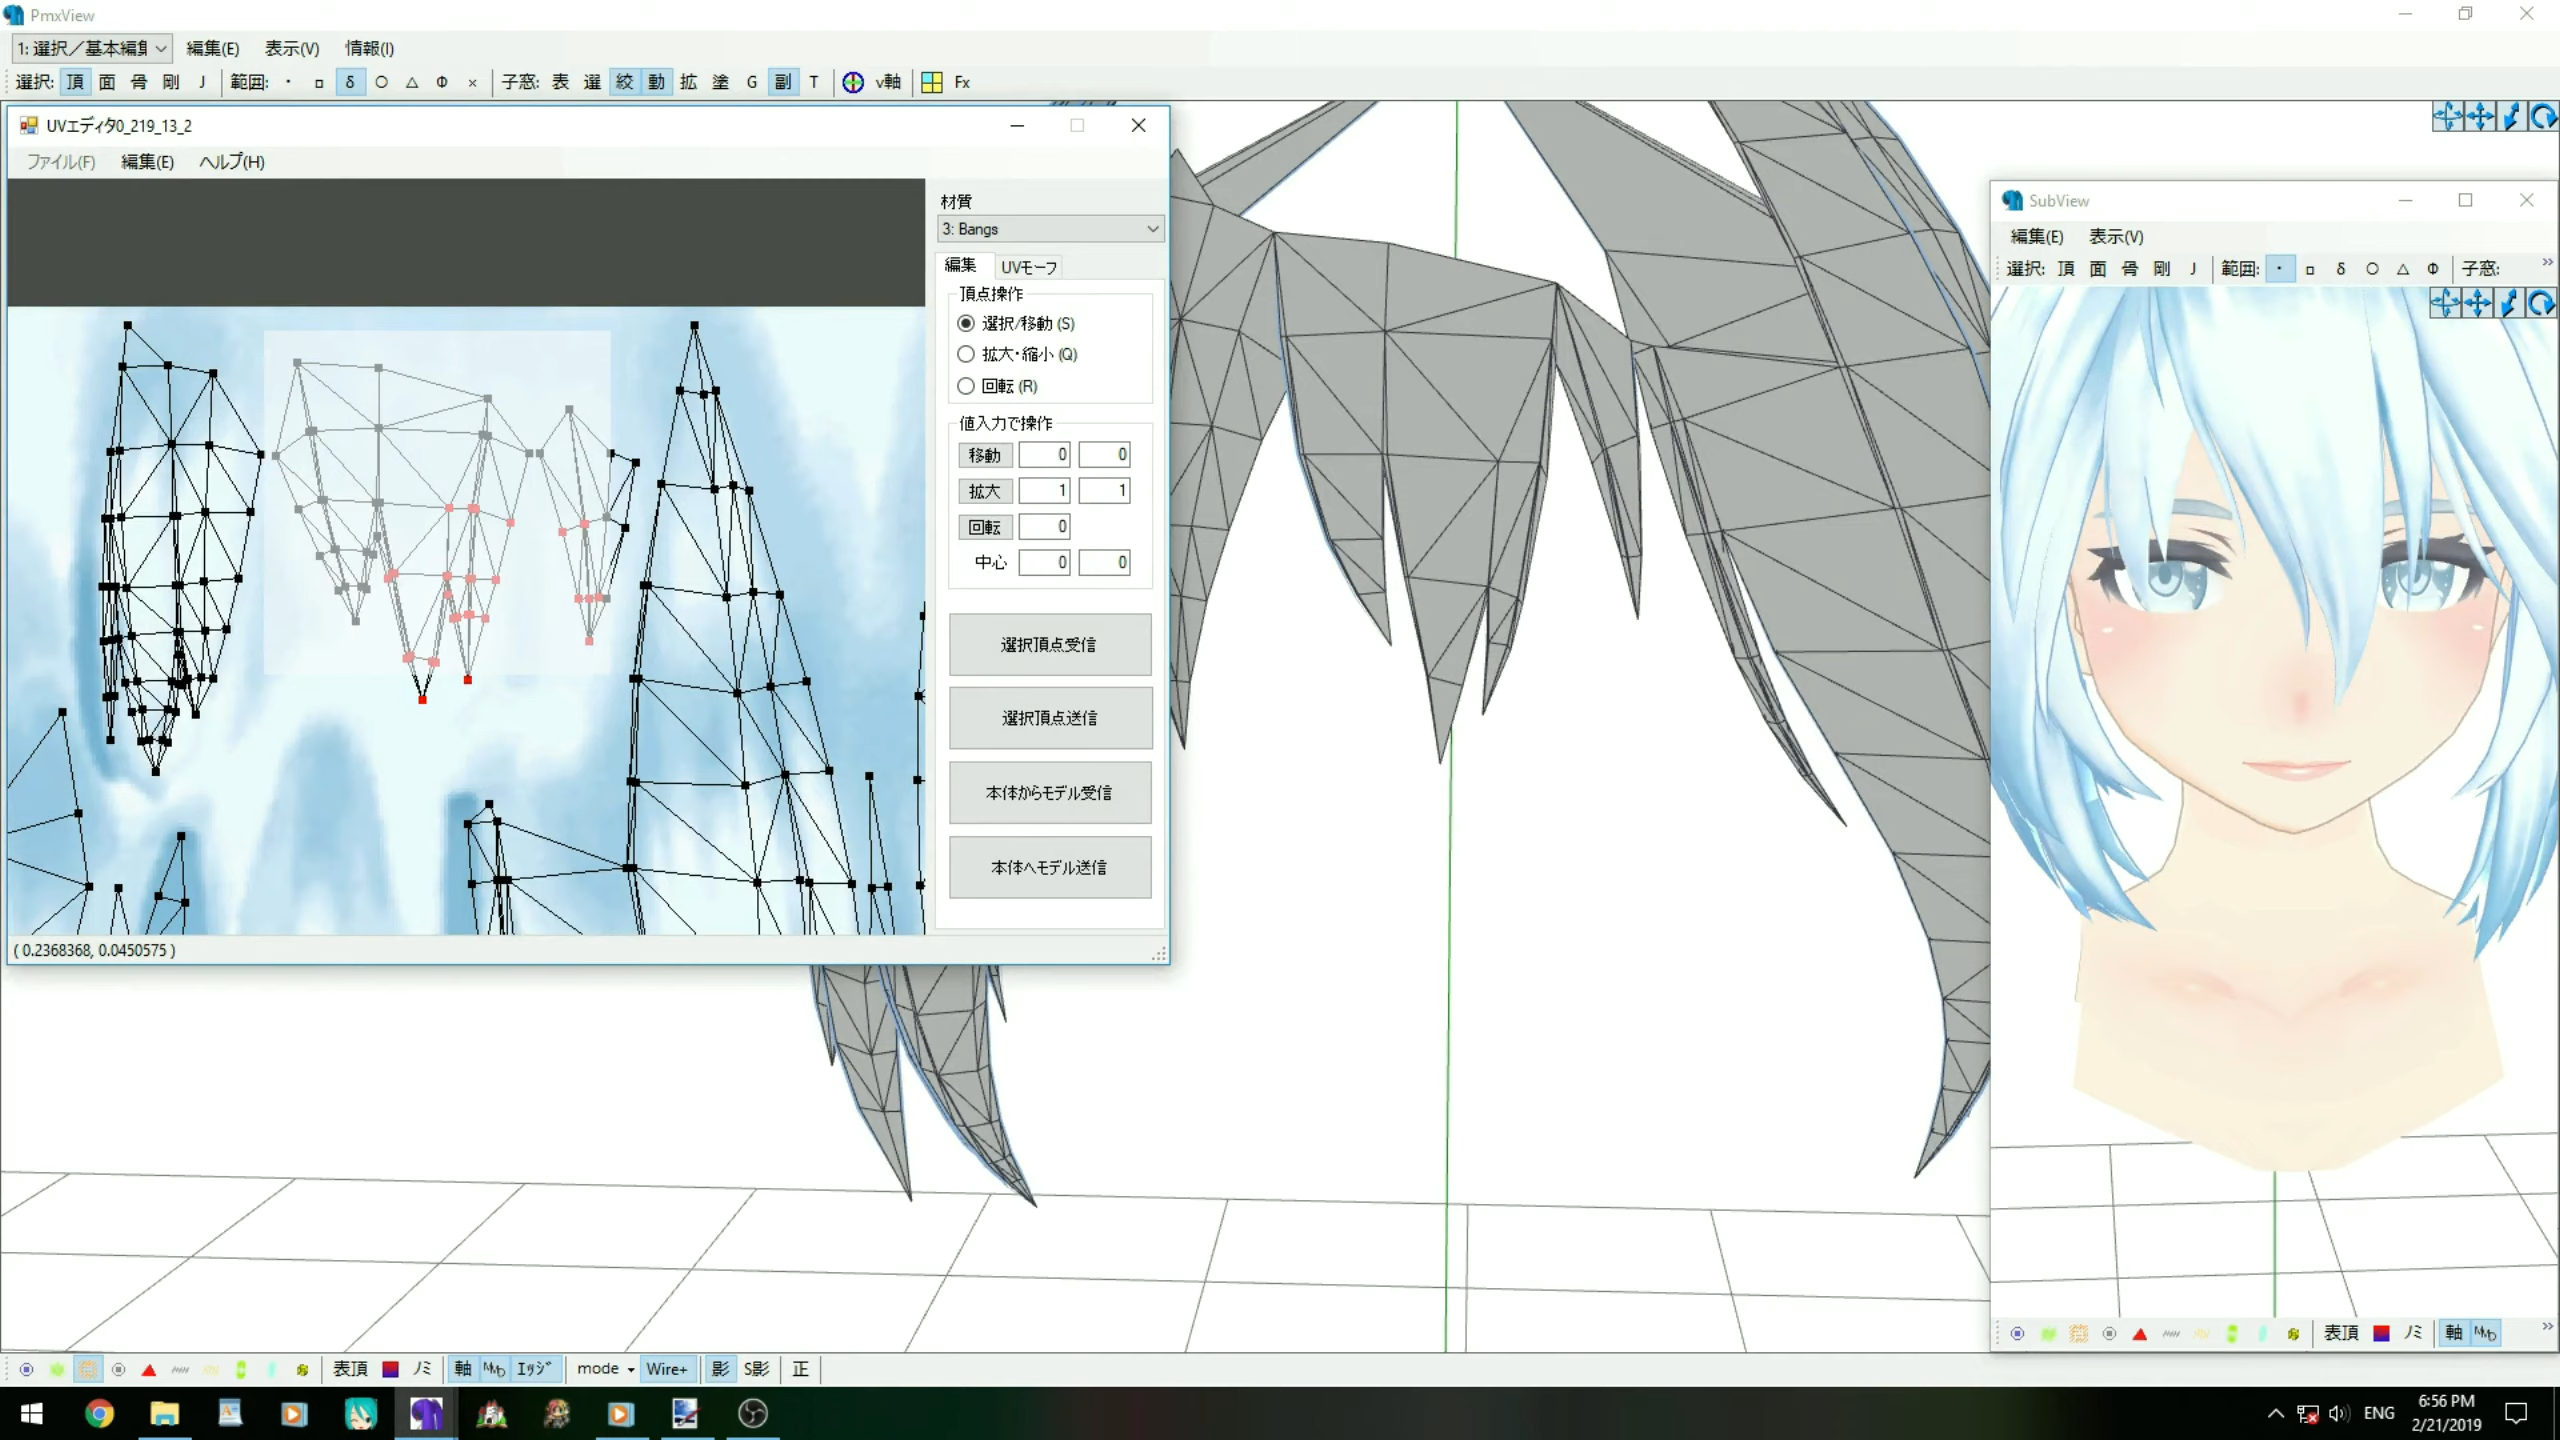 PmxView
1: 選択／基本編集 編集(E) 表示(V) 情報(I)
選択: 頂 面 骨 剛 J 範囲: ・ □ δ ○ △ Φ × 子窓: 表 選 絞 動 拡 塗 G 副 T v軸 Fx
UVエディタ0_219_13_2
ファイル(F) 編集(E) ヘルプ(H)
材質
3: Bangs
編集 UVモーフ
頂点操作
選択/移動 (S)
拡大・縮小 (Q)
回転 (R)
値入力で操作
移動 0 0
拡大 1 1
回転 0
中心 0 0
選択頂点受信
選択頂点送信
本体からモデル受信
本体へモデル送信
( 0.2368368, 0.0450575 )
SubView
編集(E) 表示(V)
選択: 頂 面 骨 剛 J 範囲: ・ □ δ ○ △ Φ 子窓: »
表頂 ﾉﾐ 軸 MMD »
表頂 ﾉﾐ 軸 MMD ｴｯｼﾞ mode Wire+ 影 S影 正
ENG
6:56 PM
2/21/2019